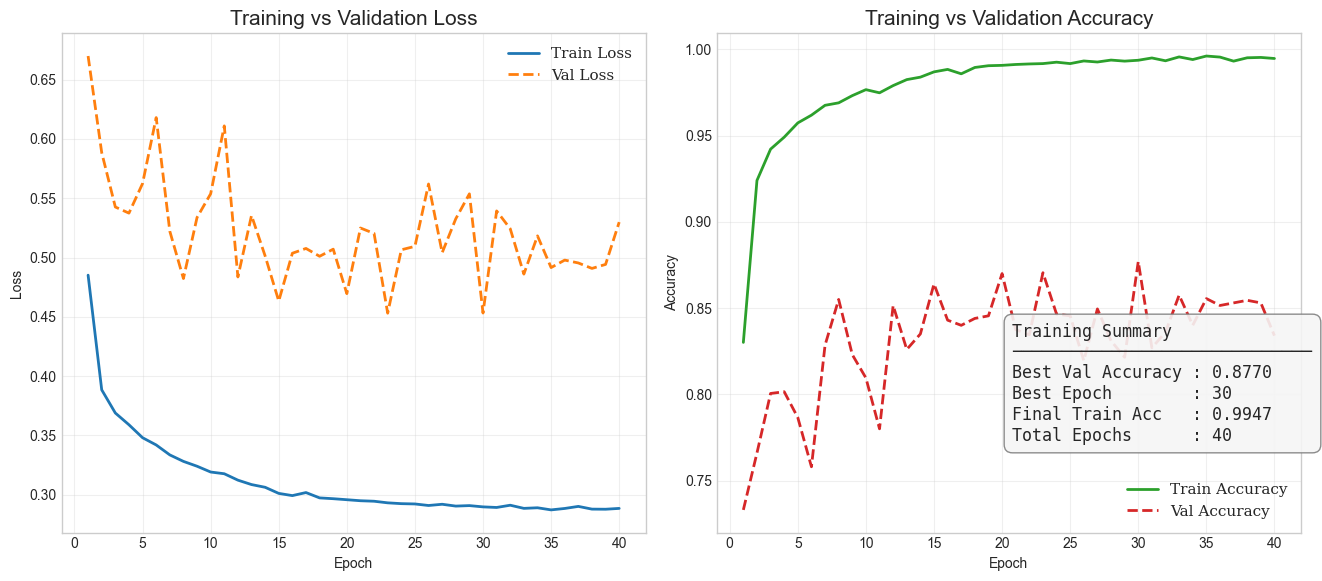 Training vs Validation Loss
Train Loss
Val Loss
0.65
0.60
0.55
0.50
0.45
0.40
0.35
0.30
Loss
0 5 10 15 20 25 30 35 40
Epoch
Training vs Validation Accuracy
1.00
0.95
0.90
0.85
0.80
0.75
Accuracy
Training Summary
Best Val Accuracy : 0.8770
Best Epoch : 30
Final Train Acc : 0.9947
Total Epochs : 40
Train Accuracy
Val Accuracy
0 5 10 15 20 25 30 35 40
Epoch